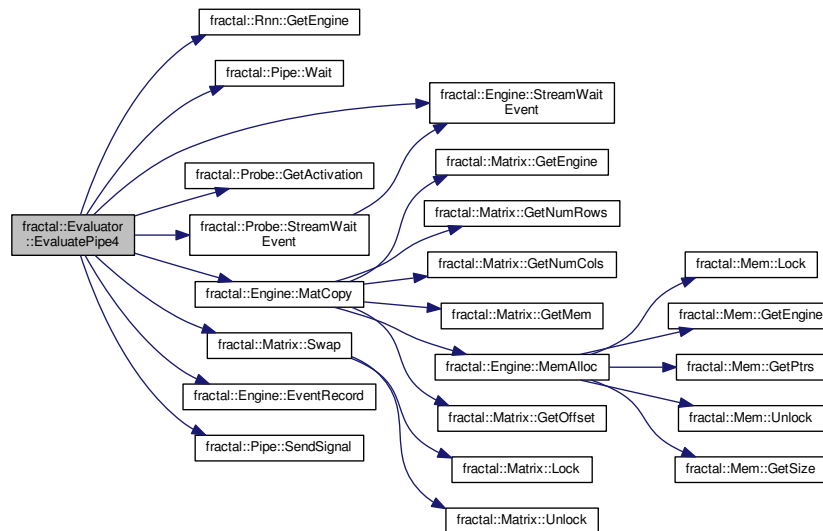 fractal::Evaluator
::EvaluatePipe4
fractal::Rnn::GetEngine
fractal::Pipe::Wait
fractal::Probe::GetActivation
fractal::Probe::StreamWait
Event
fractal::Engine::MatCopy
fractal::Matrix::Swap
fractal::Engine::EventRecord
fractal::Pipe::SendSignal
fractal::Engine::StreamWait
Event
fractal::Matrix::GetEngine
fractal::Matrix::GetNumRows
fractal::Matrix::GetNumCols
fractal::Matrix::GetMem
fractal::Engine::MemAlloc
fractal::Matrix::GetOffset
fractal::Matrix::Lock
fractal::Matrix::Unlock
fractal::Mem::Lock
fractal::Mem::GetEngine
fractal::Mem::GetPtrs
fractal::Mem::Unlock
fractal::Mem::GetSize